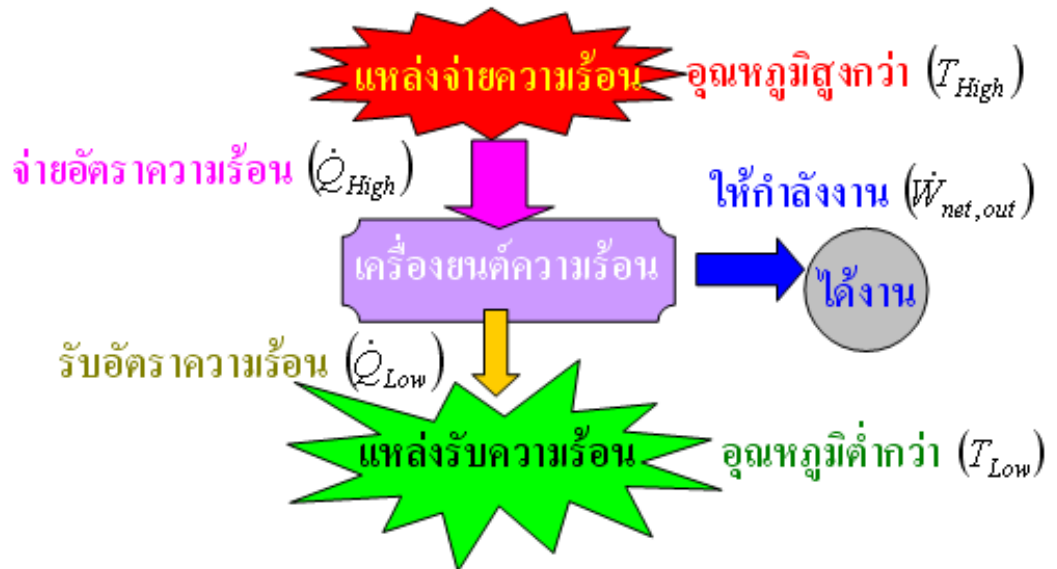 แหล่งจ่ายความร้อน อุณหภูมิสูงกว่า (T_High)
จ่ายอัตราความร้อน (Q̇_High)
ให้กำลังงาน (Ẇ_net,out)
เครื่องยนต์ความร้อน
ได้งาน
รับอัตราความร้อน (Q̇_Low)
แหล่งรับความร้อน อุณหภูมิต่ำกว่า (T_Low)